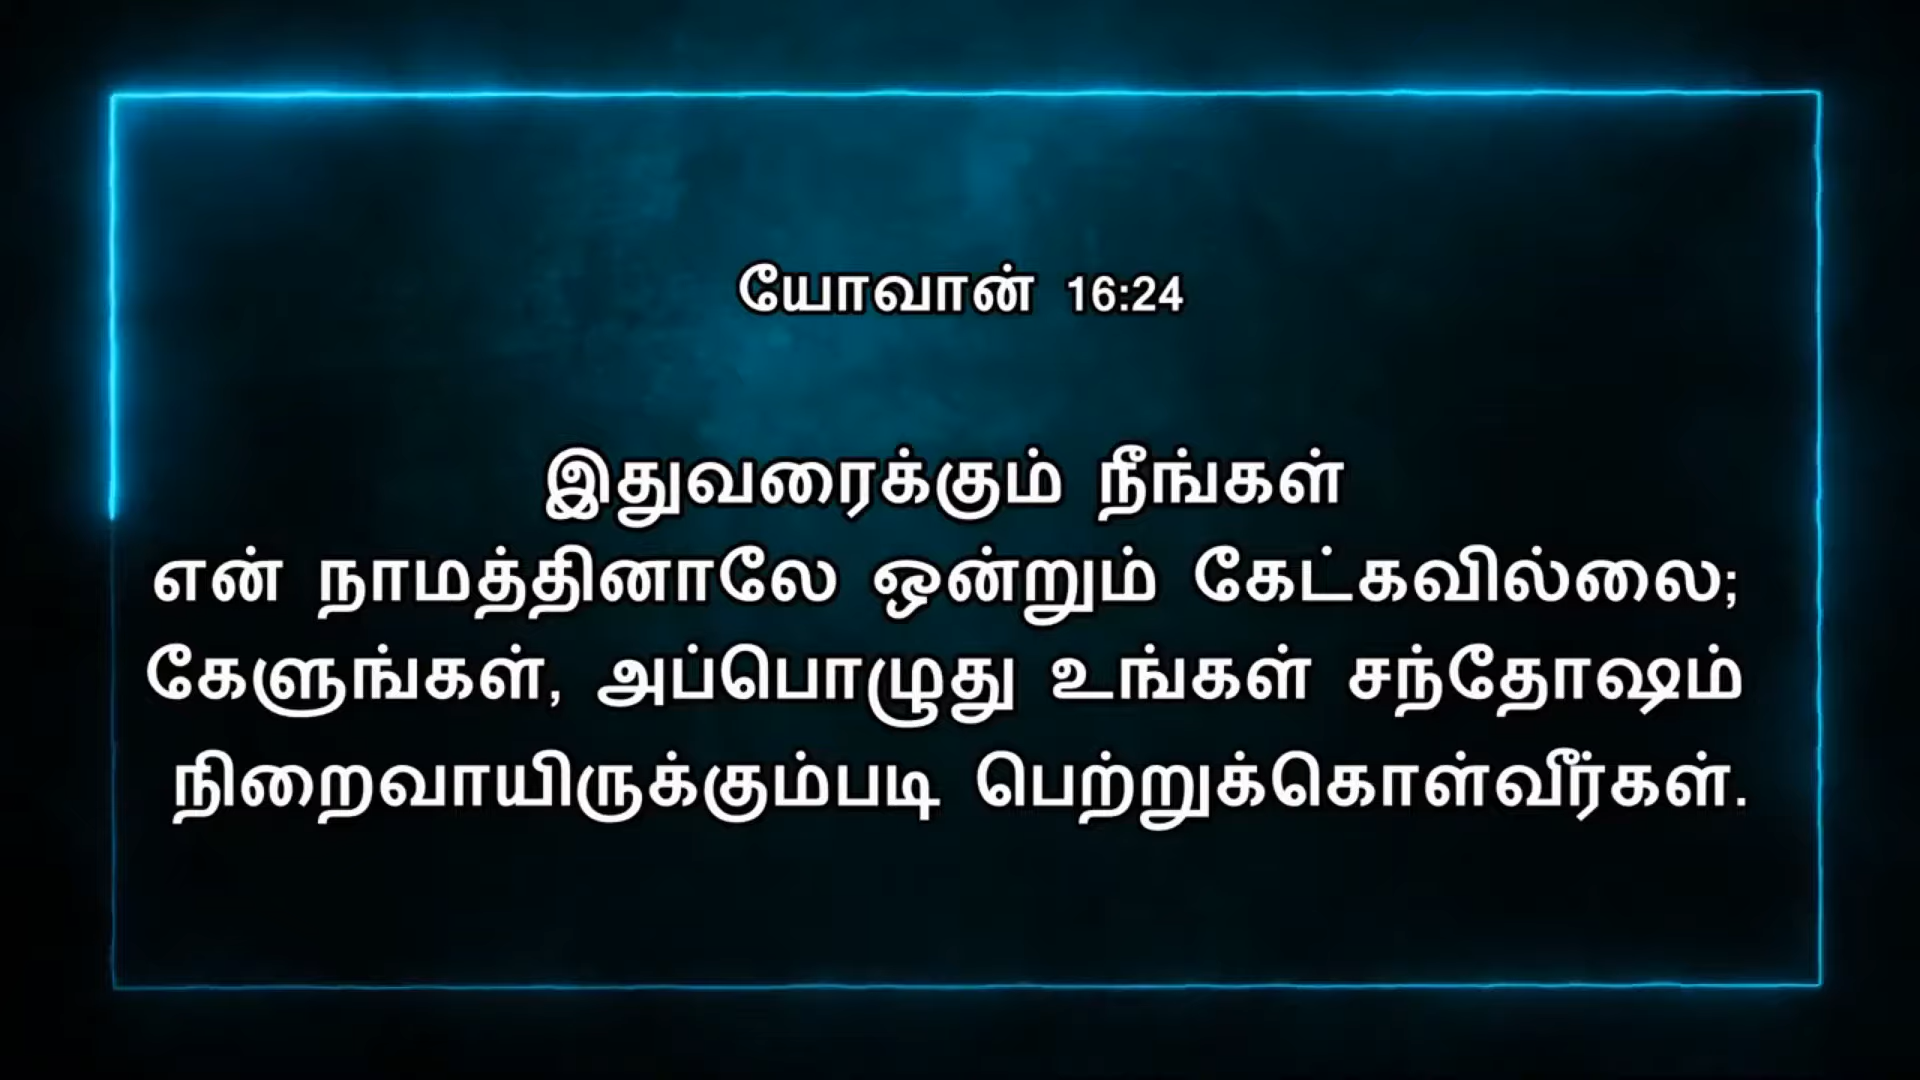 யோவான் 16:24
இதுவரைக்கும் நீங்கள்
என் நாமத்தினாலே ஒன்றும் கேட்கவில்லை;
கேளுங்கள், அப்பொழுது உங்கள் சந்தோஷம்
நிறைவாயிருக்கும்படி பெற்றுக்கொள்வீர்கள்.